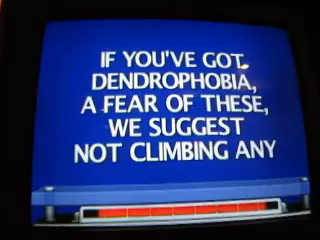 IF YOU'VE GOT
DENDROPHOBIA,
A FEAR OF THESE,
WE SUGGEST
NOT CLIMBING ANY